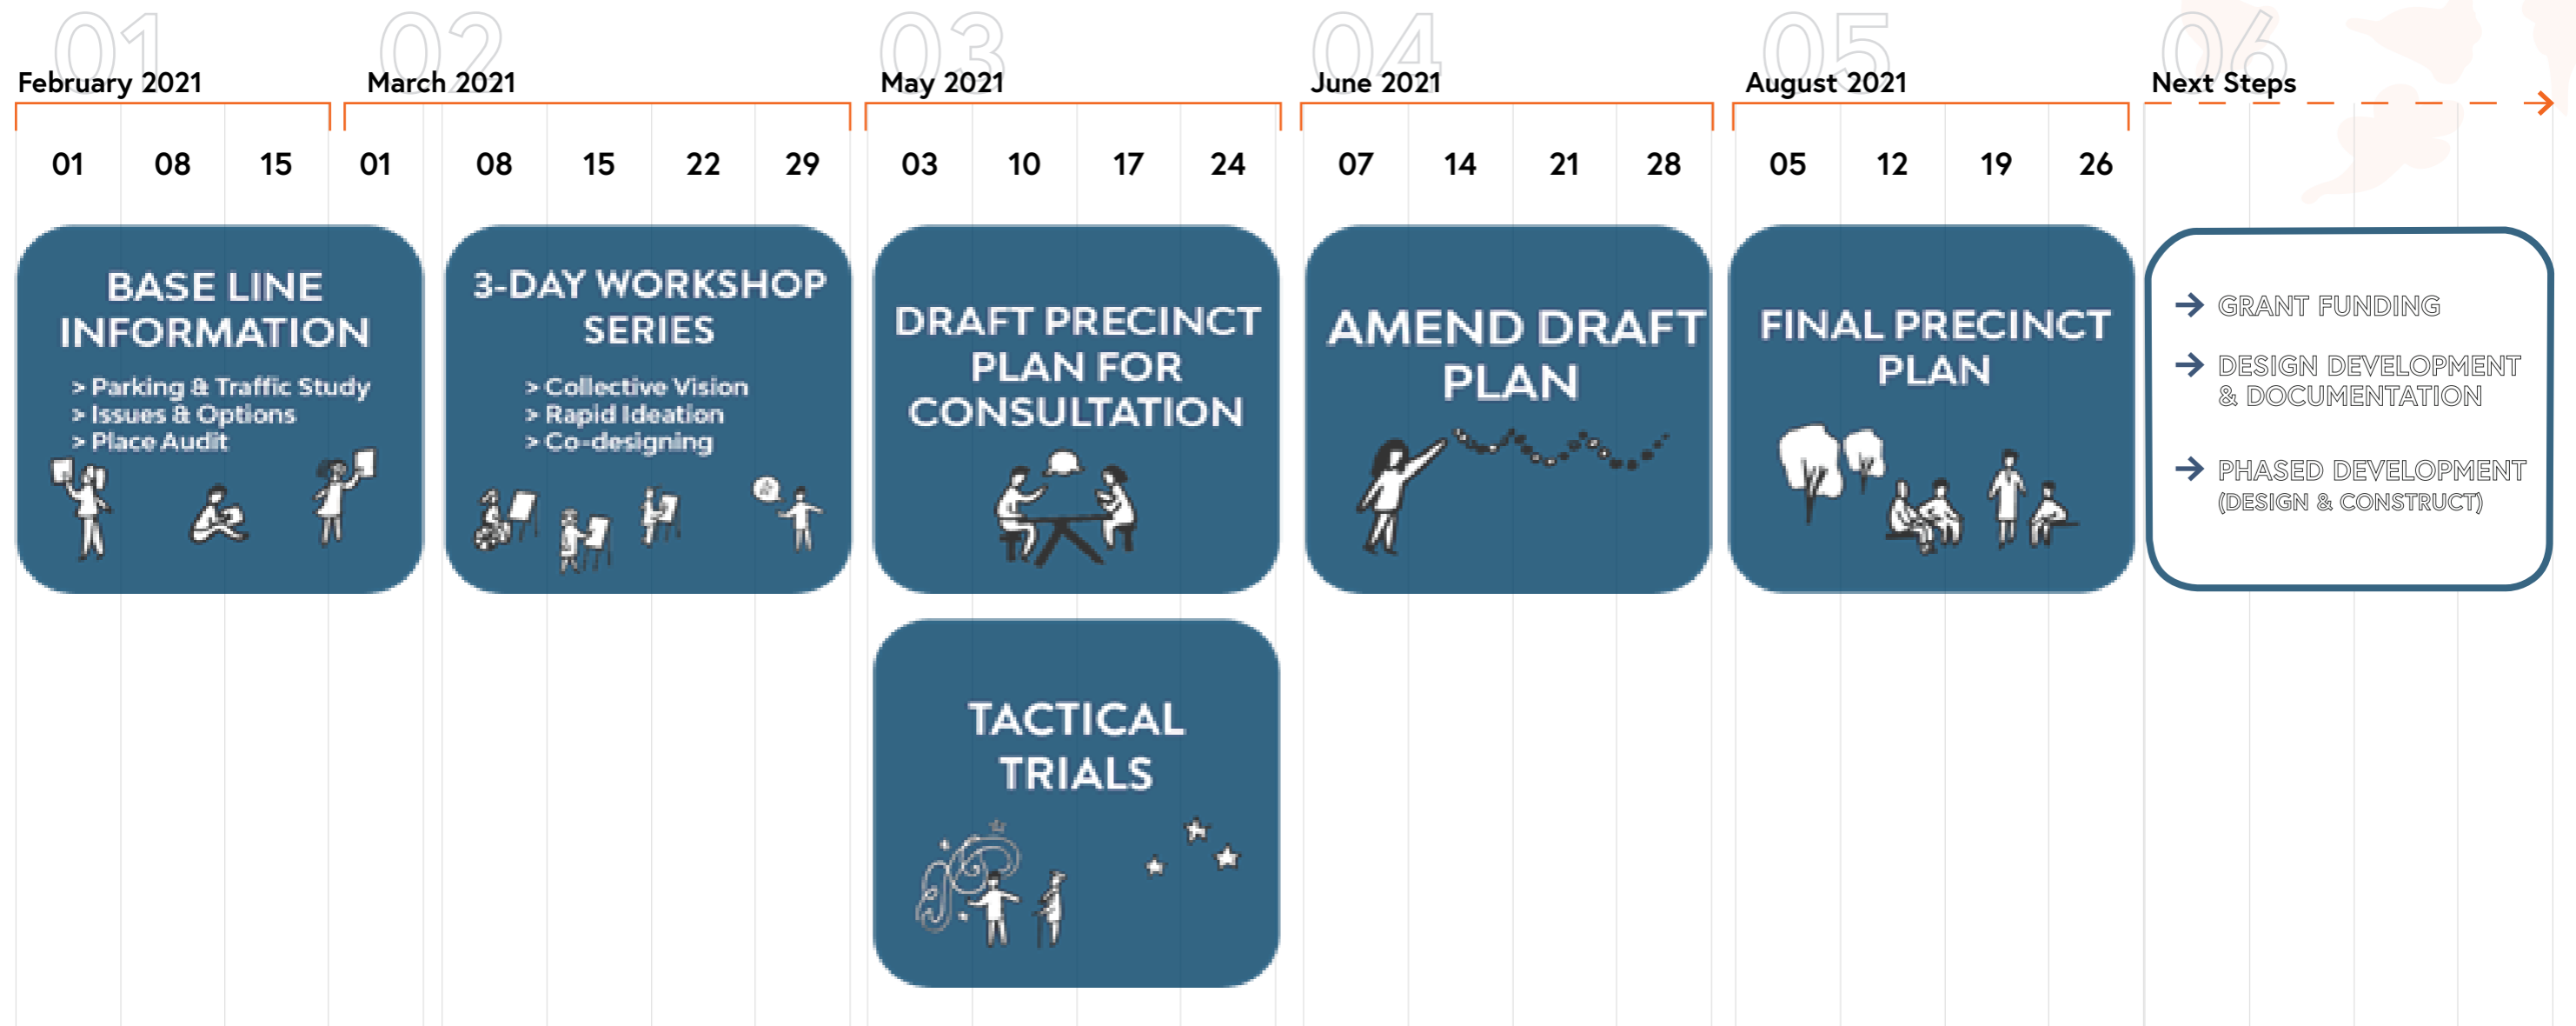 01
February 2021
02
March 2021
03
May 2021
04
June 2021
05
August 2021
06
Next Steps
01 08 15 01 08 15 22 29 03 10 17 24 07 14 21 28 05 12 19 26
BASE LINE
INFORMATION
> Parking & Traffic Study
> Issues & Options
> Place Audit
3-DAY WORKSHOP
SERIES
> Collective Vision
> Rapid Ideation
> Co-designing
DRAFT PRECINCT
PLAN FOR
CONSULTATION
AMEND DRAFT
PLAN
FINAL PRECINCT
PLAN
→ GRANT FUNDING
→ DESIGN DEVELOPMENT
& DOCUMENTATION
→ PHASED DEVELOPMENT
(DESIGN & CONSTRUCT)
TACTICAL
TRIALS